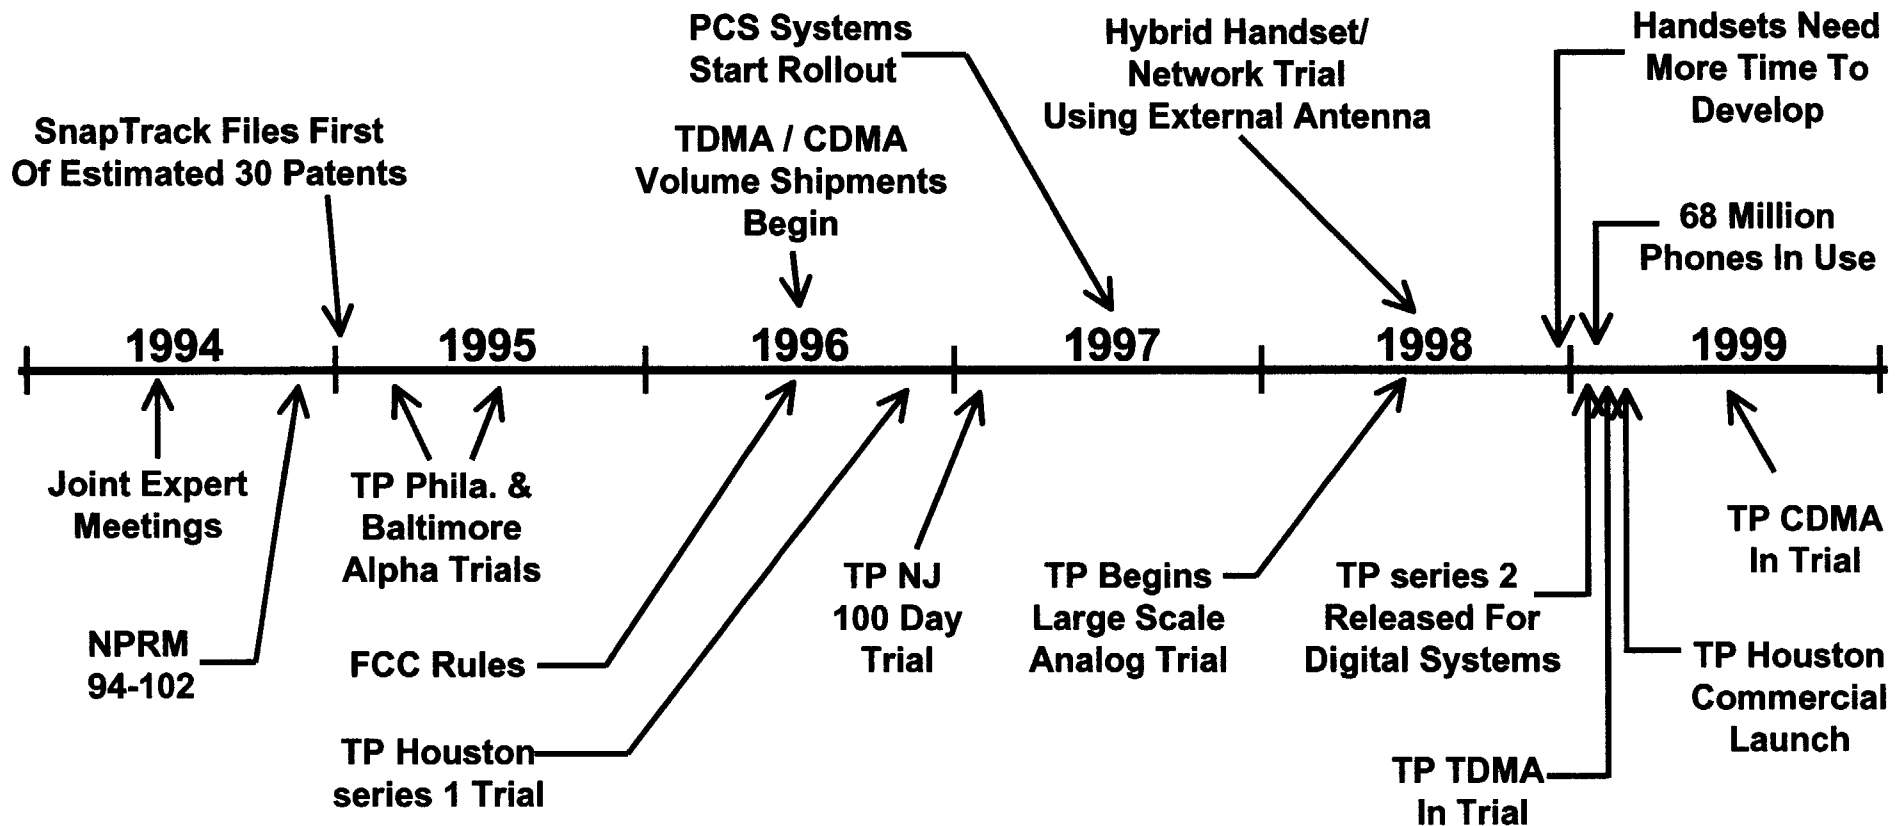 PCS Systems
Start Rollout
Hybrid Handset/
Network Trial
Using External Antenna
Handsets Need
More Time To
Develop
SnapTrack Files First
Of Estimated 30 Patents
TDMA / CDMA
Volume Shipments
Begin
68 Million
Phones In Use
1994
1995
1996
1997
1998
1999
Joint Expert
Meetings
TP Phila. &
Baltimore
Alpha Trials
TP CDMA
In Trial
TP NJ
100 Day
Trial
TP Begins
Large Scale
Analog Trial
TP series 2
Released For
Digital Systems
NPRM
94-102
FCC Rules
TP Houston
Commercial
Launch
TP Houston
series 1 Trial
TP TDMA
In Trial